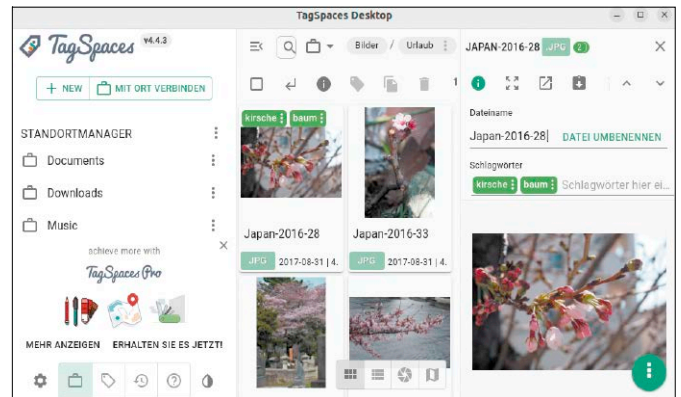 TagSpaces Desktop
TagSpaces v4.4.3
+ NEW MIT ORT VERBINDEN
STANDORTMANAGER
Documents
Downloads
Music
achieve more with
TagSpaces Pro
MEHR ANZEIGEN ERHALTEN SIE ES JETZT!
Bilder / Urlaub
1
kirsche baum
Japan-2016-28
JPG 2017-08-31 | 4.
Japan-2016-33
JPG 2017-08-31 | 4.
JAPAN-2016-28 .JPG 2
Dateiname
Japan-2016-28 DATEI UMBENENNEN
Schlagwörter
kirsche baum Schlagwörter hier ei...